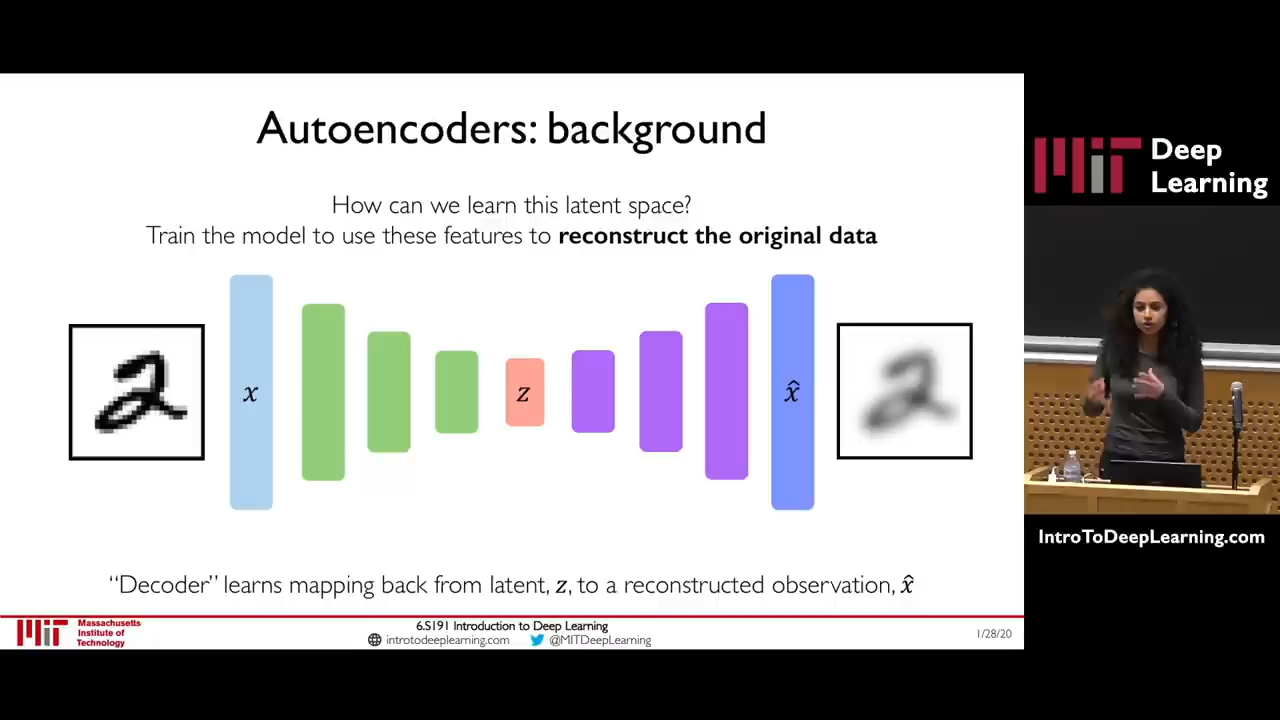 Autoencoders: background
How can we learn this latent space?
Train the model to use these features to reconstruct the original data
x
z
x̂
“Decoder” learns mapping back from latent, z, to a reconstructed observation, x̂
Massachusetts
Institute of
Technology
6.S191 Introduction to Deep Learning
introtodeeplearning.com @MITDeepLearning
1/28/20
MIT
Deep
Learning
IntroToDeepLearning.com